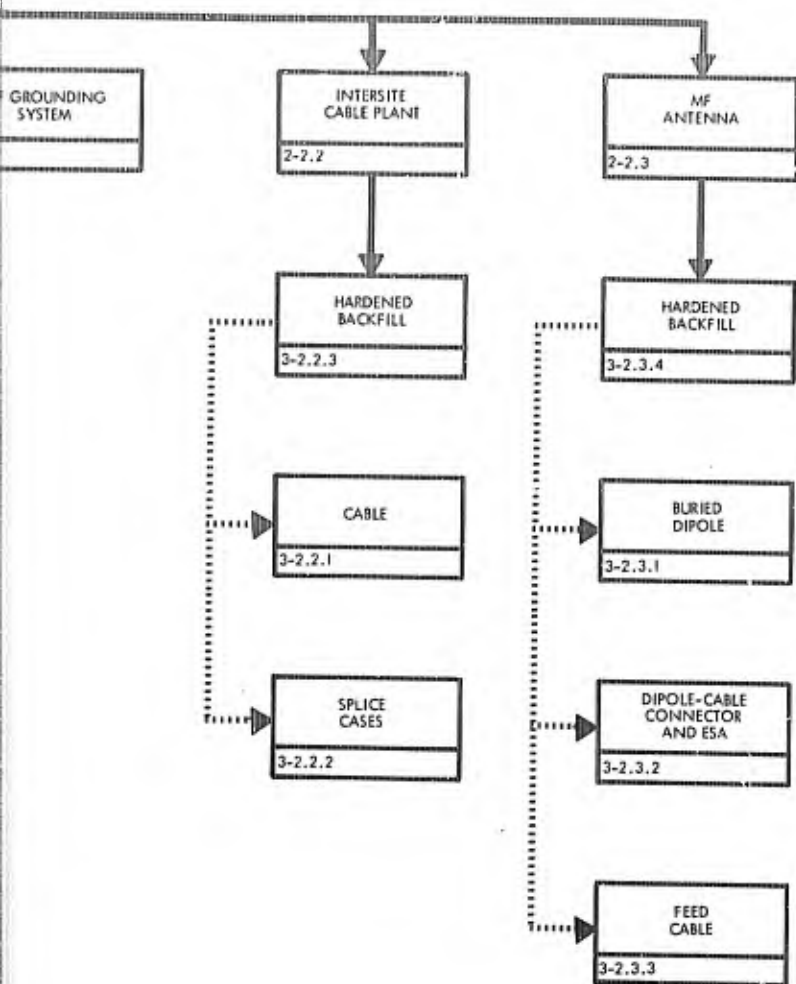 GROUNDING
SYSTEM
INTERSITE
CABLE PLANT
2-2.2
MF
ANTENNA
2-2.3
HARDENED
BACKFILL
3-2.2.3
HARDENED
BACKFILL
3-2.3.4
CABLE
3-2.2.1
BURIED
DIPOLE
3-2.3.1
SPLICE
CASES
3-2.2.2
DIPOLE-CABLE
CONNECTOR
AND ESA
3-2.3.2
FEED
CABLE
3-2.3.3